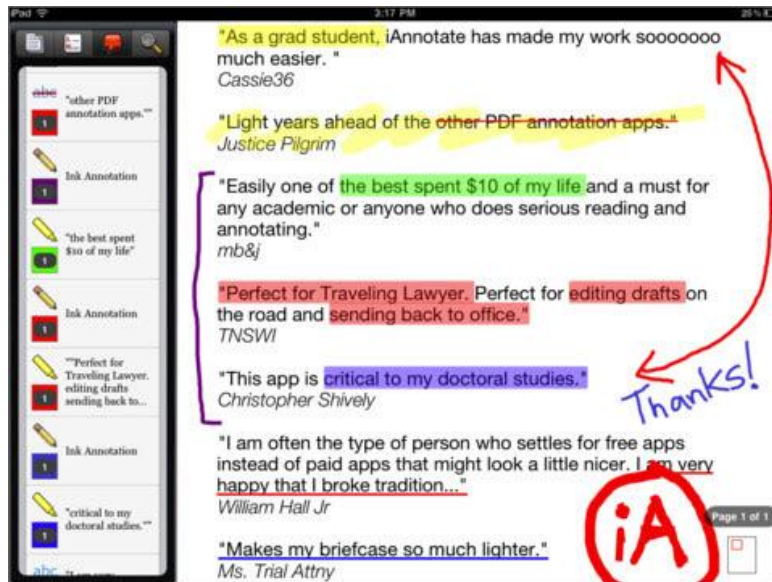 iPad
3:17 PM
25%
abc
"other PDF
annotation apps.""
1
Ink Annotation
1
"the best spent
$10 of my life"
1
Ink Annotation
1
""Perfect for
Traveling Lawyer.
editing drafts
sending back to...
1
Ink Annotation
1
"critical to my
doctoral studies.""
1
abc
"I am very
"As a grad student, iAnnotate has made my work sooooooo
much easier. "
Cassie36
"Light years ahead of the other PDF annotation apps."
Justice Pilgrim
"Easily one of the best spent $10 of my life and a must for
any academic or anyone who does serious reading and
annotating."
mb&j
"Perfect for Traveling Lawyer. Perfect for editing drafts on
the road and sending back to office."
TNSWI
"This app is critical to my doctoral studies."
Christopher Shively
Thanks!
"I am often the type of person who settles for free apps
instead of paid apps that might look a little nicer. I am very
happy that I broke tradition..."
William Hall Jr
iA
Page 1 of 1
"Makes my briefcase so much lighter."
Ms. Trial Attny